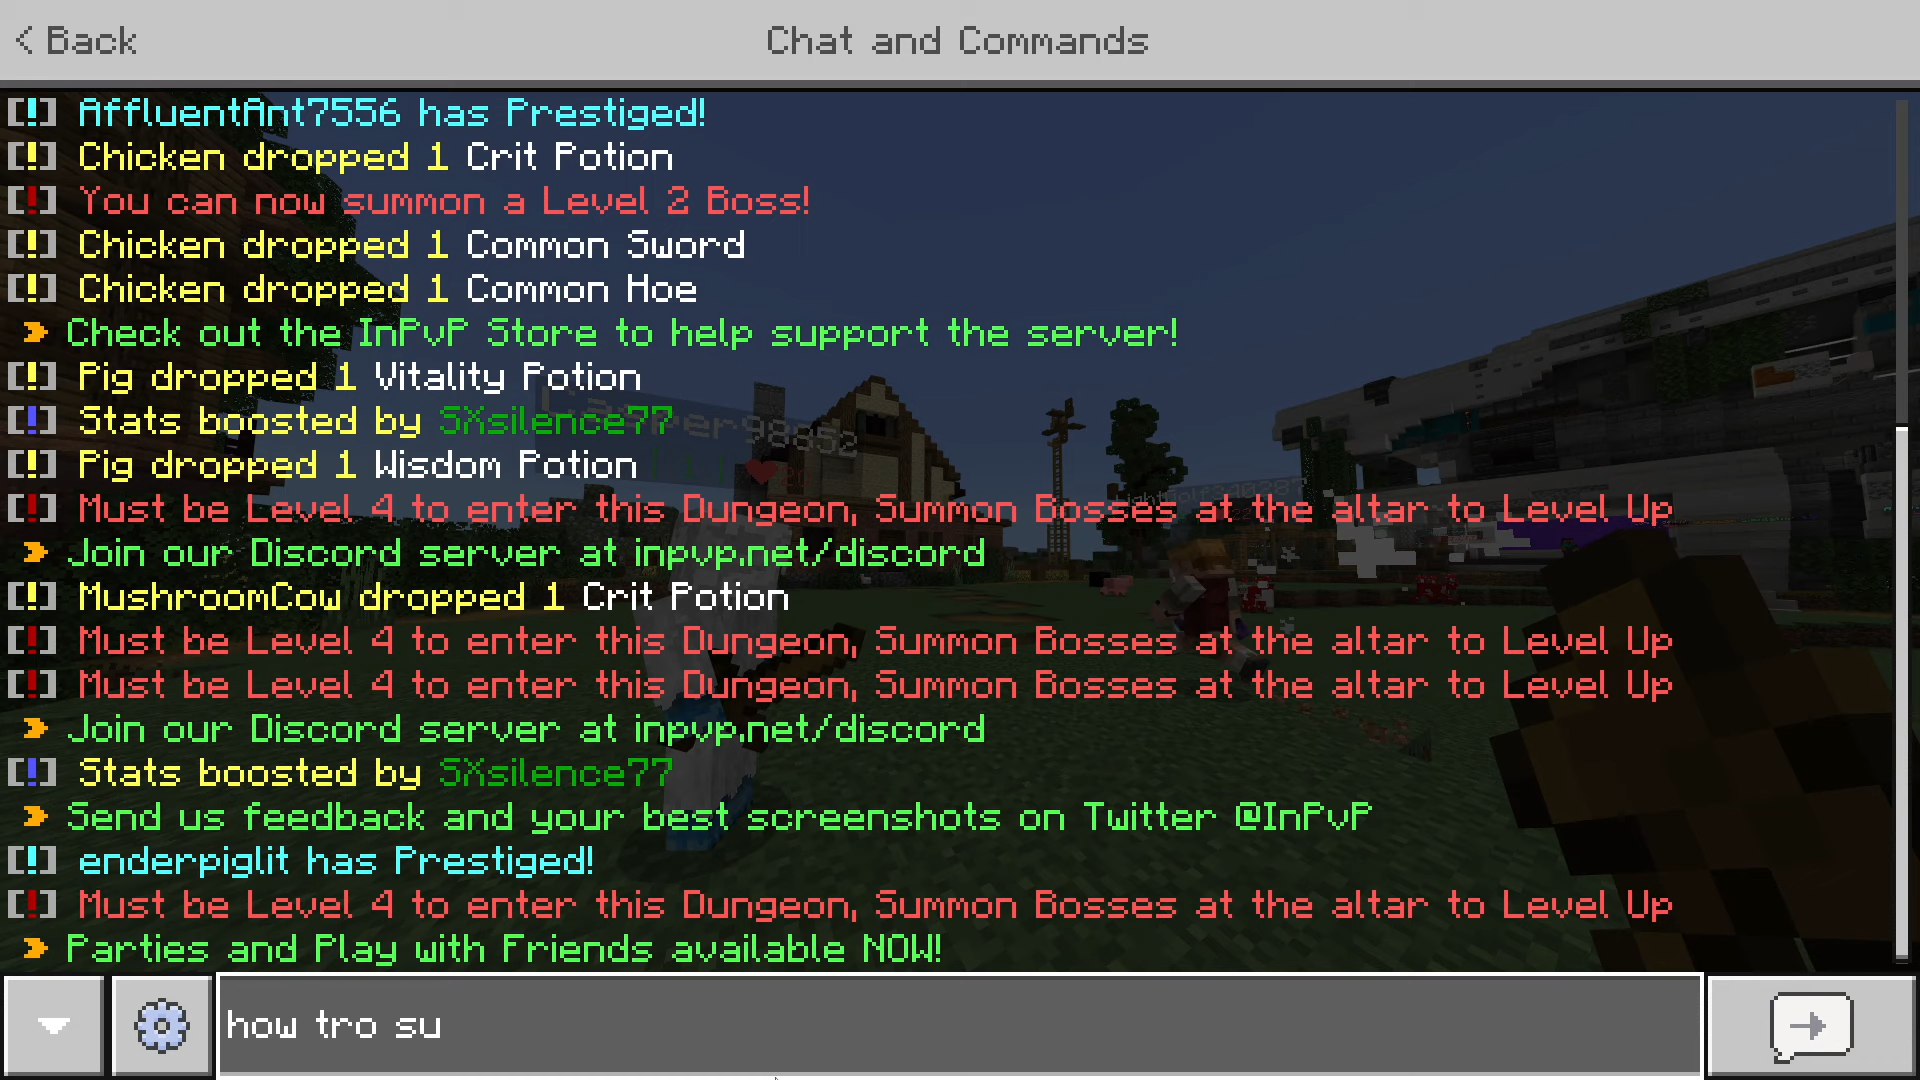 < Back
Chat and Commands
[!] AffluentAnt7556 has Prestiged!
[!] Chicken dropped 1 Crit Potion
[!] You can now summon a Level 2 Boss!
[!] Chicken dropped 1 Common Sword
[!] Chicken dropped 1 Common Hoe
Check out the InPvP Store to help support the server!
[!] Pig dropped 1 Vitality Potion
[!] Stats boosted by SXsilence77
[!] Pig dropped 1 Wisdom Potion
[!] Must be Level 4 to enter this Dungeon, Summon Bosses at the altar to Level Up
Join our Discord server at inpvp.net/discord
[!] MushroomCow dropped 1 Crit Potion
[!] Must be Level 4 to enter this Dungeon, Summon Bosses at the altar to Level Up
[!] Must be Level 4 to enter this Dungeon, Summon Bosses at the altar to Level Up
Join our Discord server at inpvp.net/discord
[!] Stats boosted by SXsilence77
Send us feedback and your best screenshots on Twitter @InPvP
[!] enderpiglit has Prestiged!
[!] Must be Level 4 to enter this Dungeon, Summon Bosses at the altar to Level Up
Parties and Play with Friends available NOW!
how tro su